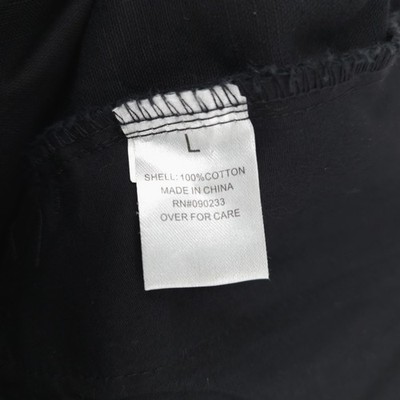 L
SHELL:100%COTTON
MADE IN CHINA
RN#090233
OVER FOR CARE